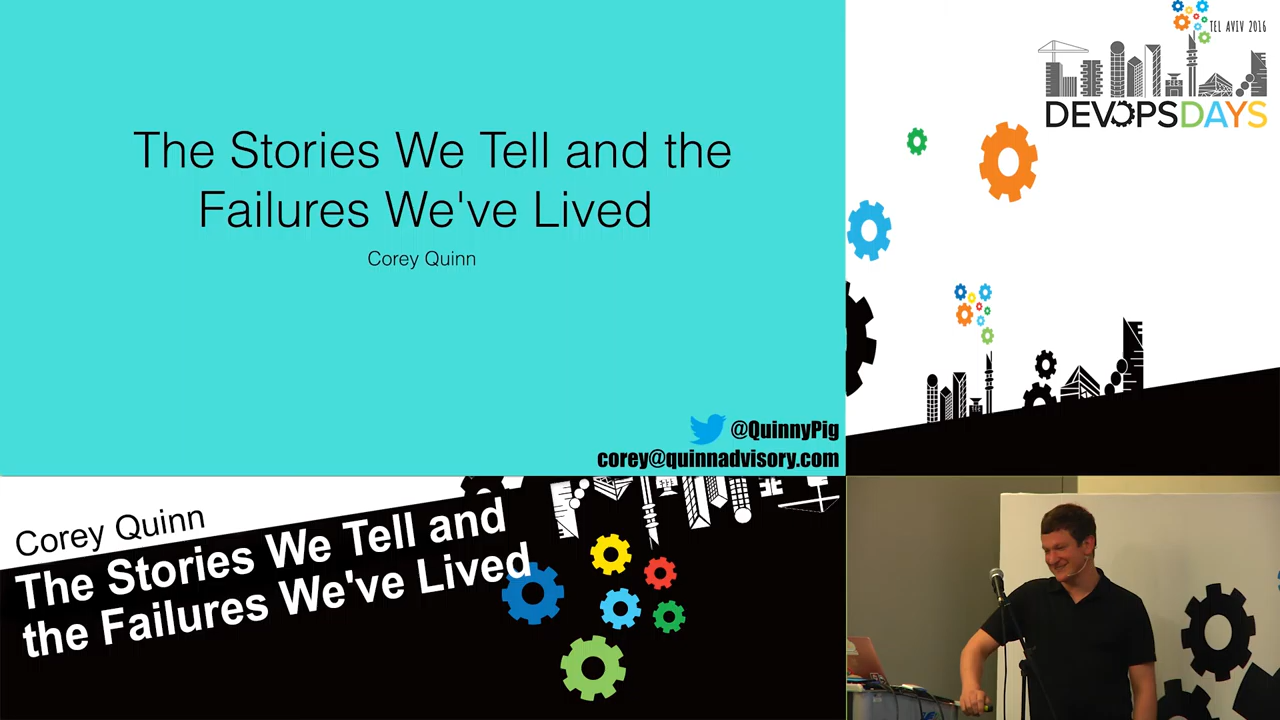 The Stories We Tell and the
Failures We've Lived
Corey Quinn
@QuinnyPig
corey@quinnadvisory.com
TEL AVIV 2016
DEVOPSDAYS
Corey Quinn
The Stories We Tell and
the Failures We've Lived